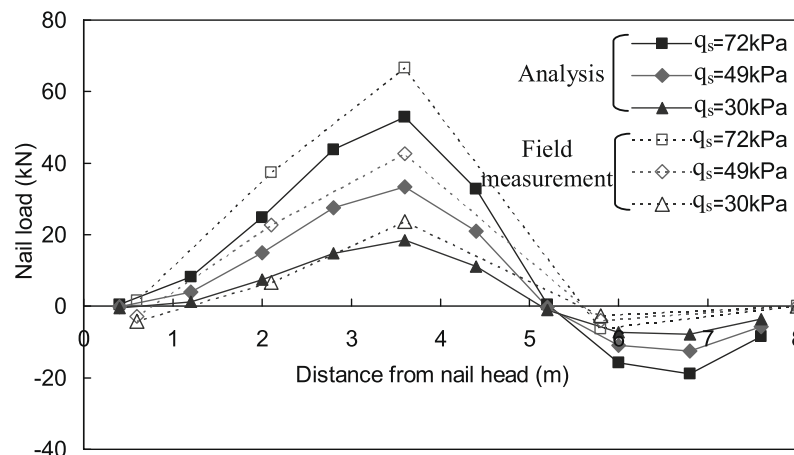 80
60
40
20
0
-20
-40
Nail load (kN)
0 1 2 3 4 5 6 7 8
Distance from nail head (m)
Analysis
qs=72kPa
qs=49kPa
qs=30kPa
Field
measurement
qs=72kPa
qs=49kPa
qs=30kPa